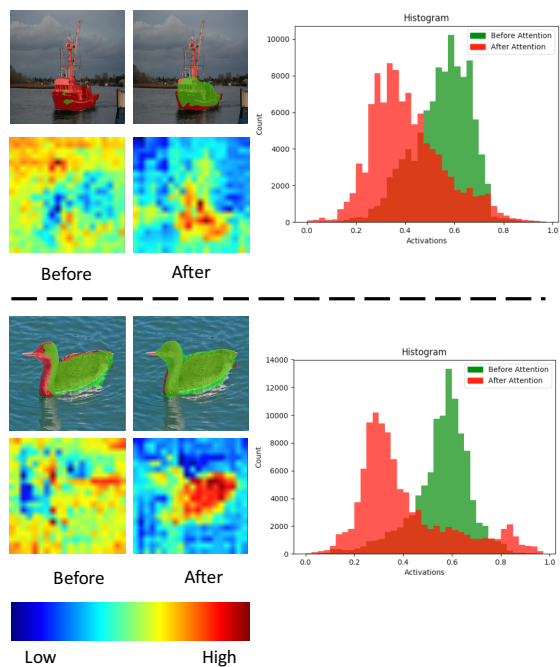 Histogram
Before Attention
After Attention
10000
8000
6000
4000
2000
0
Count
0.0 0.2 0.4 0.6 0.8 1.0
Activations
Before After
Histogram
Before Attention
After Attention
14000
12000
10000
8000
6000
4000
2000
0
Count
0.0 0.2 0.4 0.6 0.8 1.0
Activations
Before After
Low High